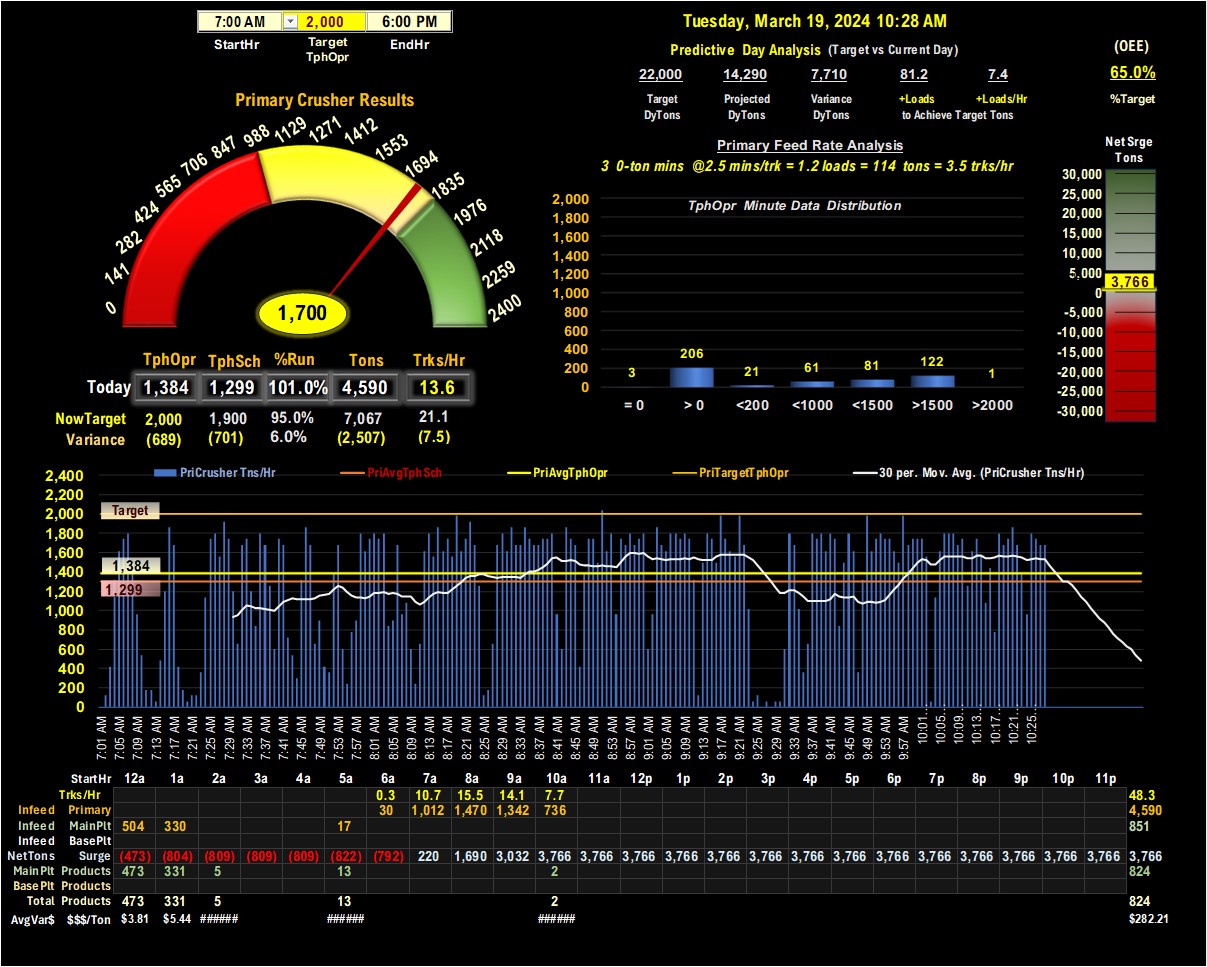 7:00 AM 2,000 6:00 PM
StartHr Target TphOpr EndHr
Tuesday, March 19, 2024 10:28 AM
Predictive Day Analysis (Target vs Current Day)
22,000 14,290 7,710 81.2 7.4
Target DyTons Projected DyTons Variance DyTons +Loads +Loads/Hr
to Achieve Target Tons
(OEE)
65.0%
%Target
Primary Crusher Results
0 141 282 424 565 706 847 988 1129 1271 1412 1553 1694 1835 1976 2118 2259 2400
1,700
Primary Feed Rate Analysis
3 0-ton mins @2.5 mins/trk = 1.2 loads = 114 tons = 3.5 trks/hr
TphOpr Minute Data Distribution
2,000
1,800
1,600
1,400
1,200
1,000
800
600
400
200
0
3 206 21 61 81 122 1
= 0 > 0 <200 <1000 <1500 >1500 >2000
Net Srge
Tons
30,000
25,000
20,000
15,000
10,000
5,000
3,766
0
-5,000
-10,000
-15,000
-20,000
-25,000
-30,000
TphOpr TphSch %Run Tons Trks/Hr
Today 1,384 1,299 101.0% 4,590 13.6
NowTarget 2,000 1,900 95.0% 7,067 21.1
Variance (689) (701) 6.0% (2,507) (7.5)
PriCrusher Tns/Hr PriAvgTphSch PriAvgTphOpr PriTargetTphOpr 30 per. Mov. Avg. (PriCrusher Tns/Hr)
2,400
2,200
2,000
1,800
1,600
1,400
1,200
1,000
800
600
400
200
0
Target
1,384
1,299
7:01 AM 7:05 AM 7:09 AM 7:13 AM 7:17 AM 7:21 AM 7:25 AM 7:29 AM 7:33 AM 7:37 AM 7:41 AM 7:45 AM 7:49 AM 7:53 AM 7:57 AM 8:01 AM 8:05 AM 8:09 AM 8:13 AM 8:17 AM 8:21 AM 8:25 AM 8:29 AM 8:33 AM 8:37 AM 8:41 AM 8:45 AM 8:49 AM 8:53 AM 8:57 AM 9:01 AM 9:05 AM 9:09 AM 9:13 AM 9:17 AM 9:21 AM 9:25 AM 9:29 AM 9:33 AM 9:37 AM 9:41 AM 9:45 AM 9:49 AM 9:53 AM 9:57 AM 10:01... 10:05... 10:09... 10:13... 10:17... 10:21... 10:25...
StartHr 12a 1a 2a 3a 4a 5a 6a 7a 8a 9a 10a 11a 12p 1p 2p 3p 4p 5p 6p 7p 8p 9p 10p 11p
Trks/Hr 0.3 10.7 15.5 14.1 7.7 48.3
Infeed Primary 30 1,012 1,470 1,342 736 4,590
Infeed MainPlt 504 330 17 851
Infeed BasePlt
NetTons Surge (473) (804) (809) (809) (809) (822) (792) 220 1,690 3,032 3,766 3,766 3,766 3,766 3,766 3,766 3,766 3,766 3,766 3,766 3,766 3,766 3,766 3,766 3,766
MainPlt Products 473 331 5 13 2 824
BasePlt Products
Total Products 473 331 5 13 2 824
AvgVar$ $$$/Ton $3.81 $5.44 ###### ###### ###### $282.21